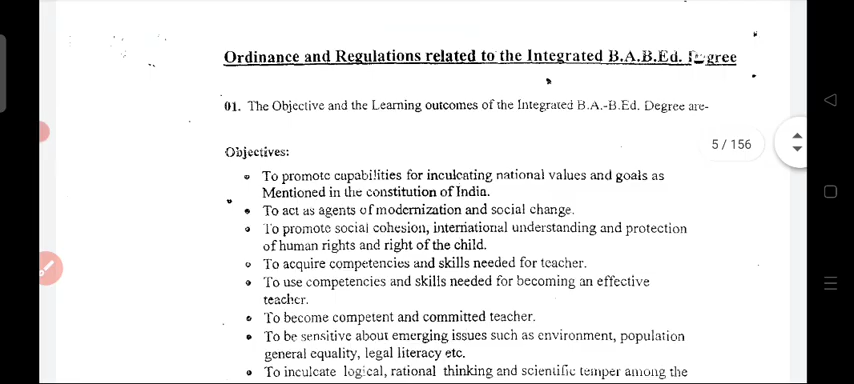 Ordinance and Regulations related to the Integrated B.A.B.Ed. Degree
01. The Objective and the Learning outcomes of the Integrated B.A.-B.Ed. Degree are-
5 / 156
Objectives:
To promote capabilities for inculcating national values and goals as
Mentioned in the constitution of India.
To act as agents of modernization and social change.
To promote social cohesion, international understanding and protection
of human rights and right of the child.
To acquire competencies and skills needed for teacher.
To use competencies and skills needed for becoming an effective
teacher.
To become competent and committed teacher.
To be sensitive about emerging issues such as environment, population
general equality, legal literacy etc.
To inculcate logical, rational thinking and scientific temper among the